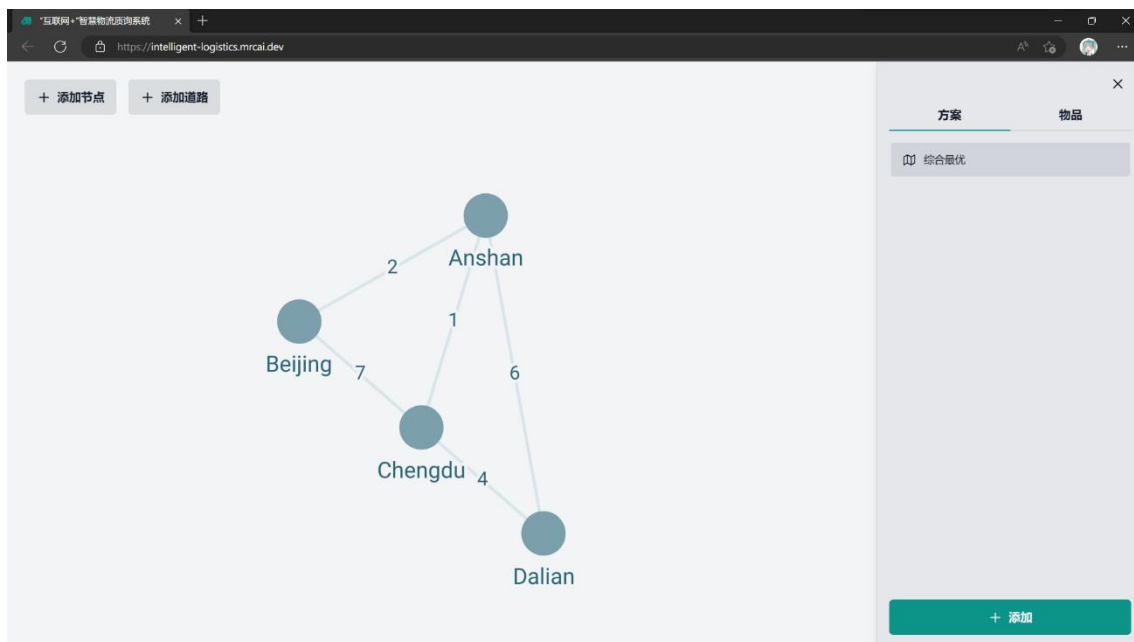 "互联网+"智慧物流质询系统
https://intelligent-logistics.mrcai.dev
+ 添加节点
+ 添加道路
方案
物品
综合最优
Anshan
2
1
Beijing
7
6
Chengdu
4
Dalian
+ 添加